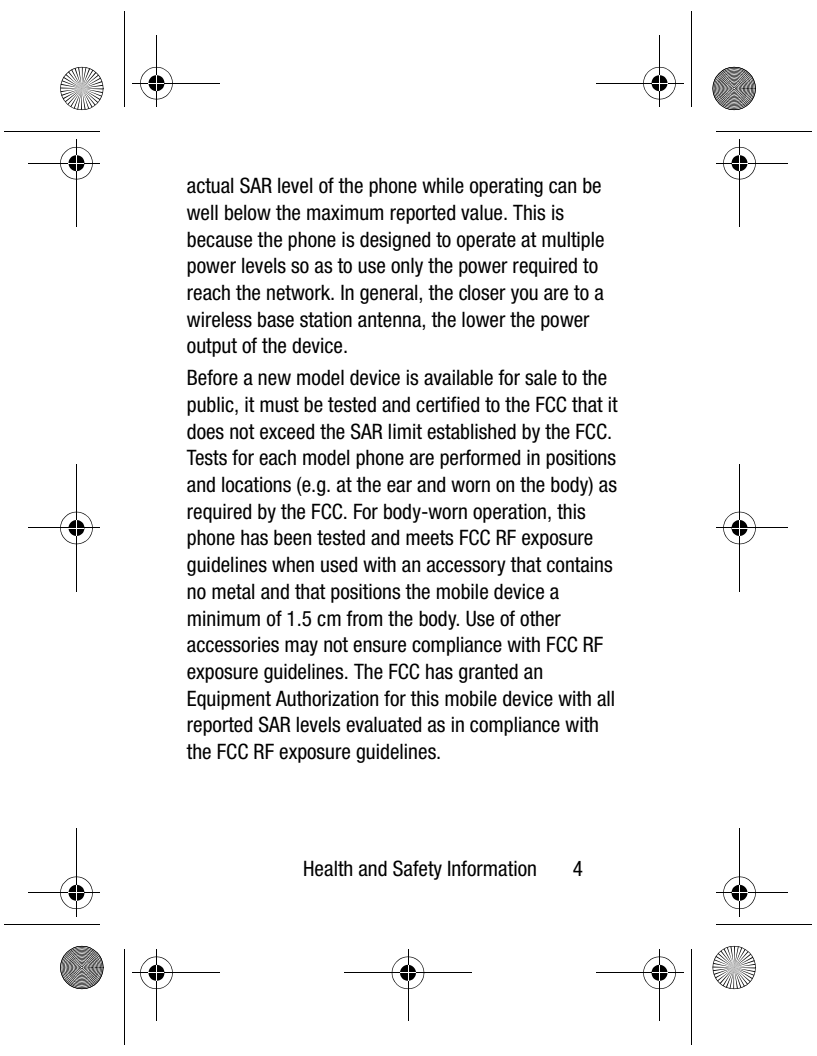 actual SAR level of the phone while operating can be
well below the maximum reported value. This is
because the phone is designed to operate at multiple
power levels so as to use only the power required to
reach the network. In general, the closer you are to a
wireless base station antenna, the lower the power
output of the device.
Before a new model device is available for sale to the
public, it must be tested and certified to the FCC that it
does not exceed the SAR limit established by the FCC.
Tests for each model phone are performed in positions
and locations (e.g. at the ear and worn on the body) as
required by the FCC. For body-worn operation, this
phone has been tested and meets FCC RF exposure
guidelines when used with an accessory that contains
no metal and that positions the mobile device a
minimum of 1.5 cm from the body. Use of other
accessories may not ensure compliance with FCC RF
exposure guidelines. The FCC has granted an
Equipment Authorization for this mobile device with all
reported SAR levels evaluated as in compliance with
the FCC RF exposure guidelines.
Health and Safety Information 4